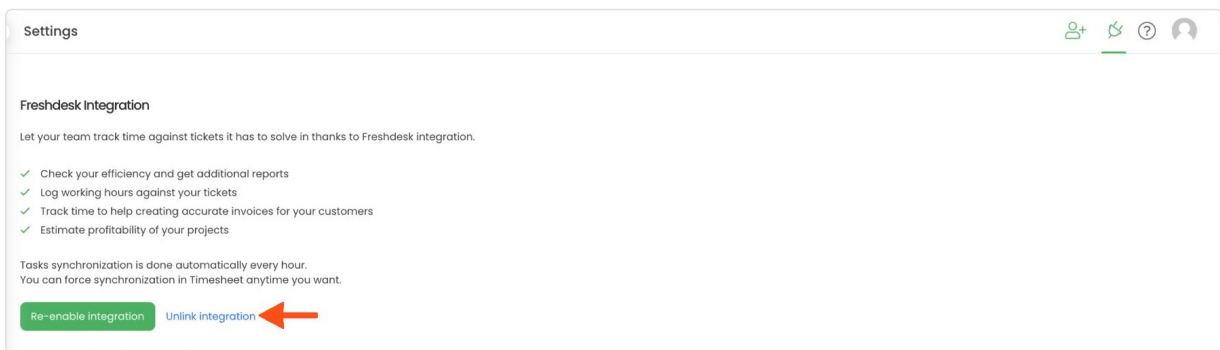 Settings
Freshdesk Integration
Let your team track time against tickets it has to solve in thanks to Freshdesk integration.
Check your efficiency and get additional reports
Log working hours against your tickets
Track time to help creating accurate invoices for your customers
Estimate profitability of your projects
Tasks synchronization is done automatically every hour.
You can force synchronization in Timesheet anytime you want.
Re-enable integration Unlink integration